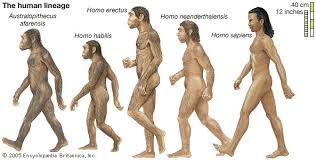 The human lineage
Australopithecus
afarensis
Homo habilis
Homo erectus
Homo neanderthalensis
Homo sapiens
40 cm
12 inches
© 2005 Encyclopædia Britannica, Inc.